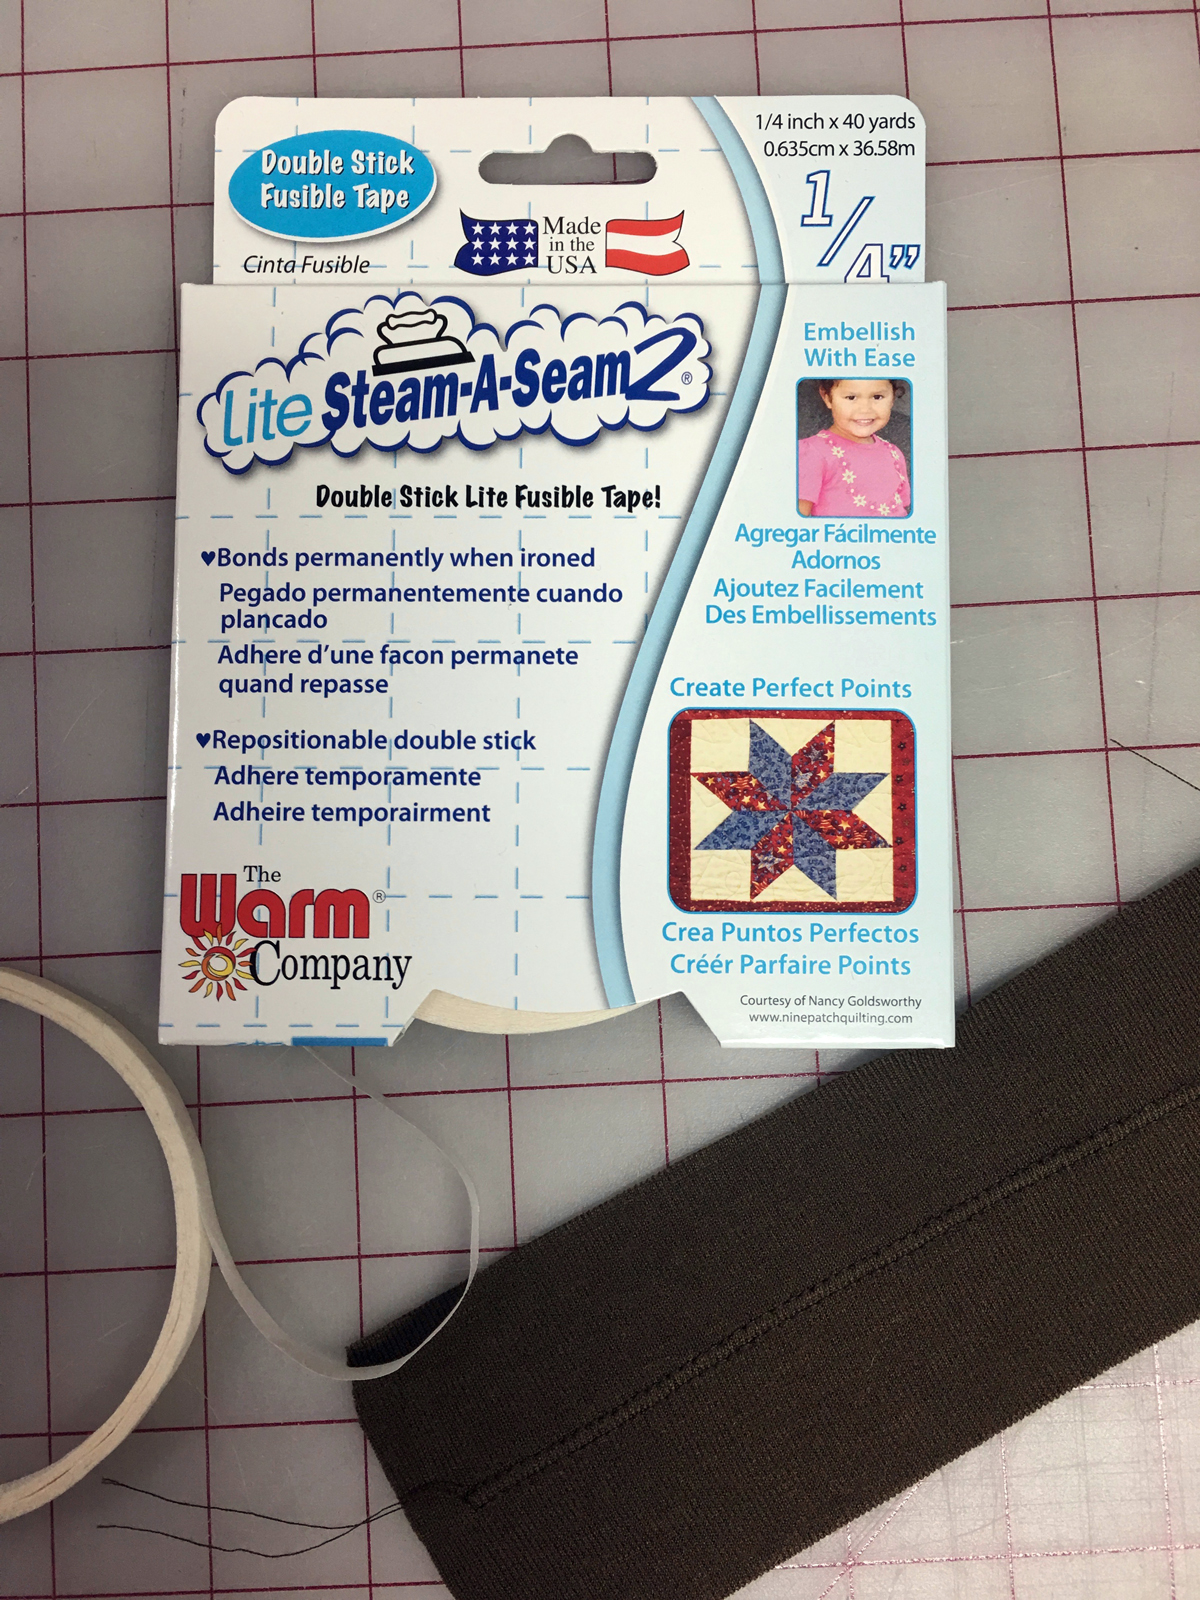 Double Stick
Fusible Tape
Cinta Fusible
Made
in the
USA
1/4 inch x 40 yards
0.635cm x 36.58m
1/4"
Lite Steam-A-Seam 2®
Double Stick Lite Fusible Tape!
♥Bonds permanently when ironed
Pegado permanentemente cuando
plancado
Adhere d'une facon permanete
quand repasse
♥Repositionable double stick
Adhere temporamente
Adheire temporairment
The
Warm®
Company
Embellish
With Ease
Agregar Fácilmente
Adornos
Ajoutez Facilement
Des Embellissements
Create Perfect Points
Crea Puntos Perfectos
Créér Parfaire Points
Courtesy of Nancy Goldsworthy
www.ninepatchquilting.com